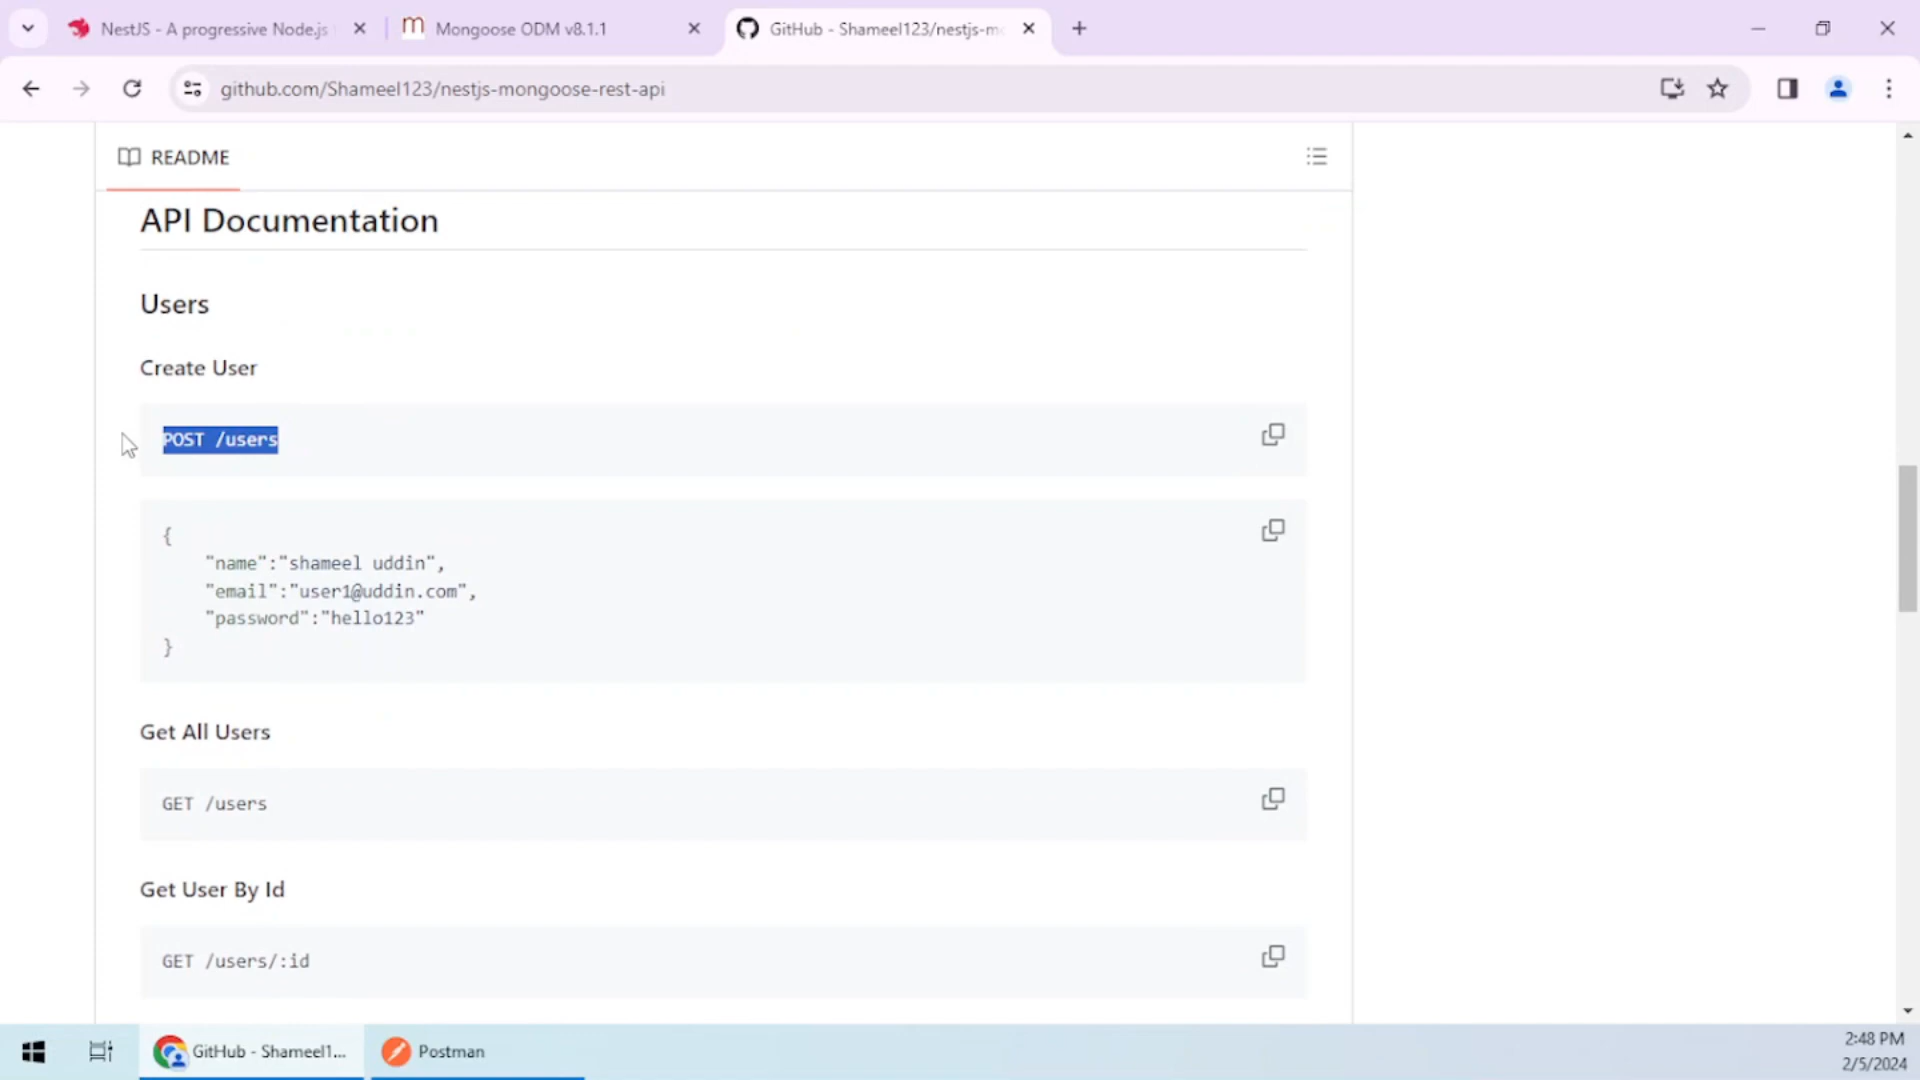 NestJS - A progressive Node.js
Mongoose ODM v8.1.1
GitHub - Shameel123/nestjs-mo
github.com/Shameel123/nestjs-mongoose-rest-api
README
API Documentation
Users
Create User
POST /users
{
"name":"shameel uddin",
"email":"user1@uddin.com",
"password":"hello123"
}
Get All Users
GET /users
Get User By Id
GET /users/:id
GitHub - Shameel1...
Postman
2:48 PM
2/5/2024